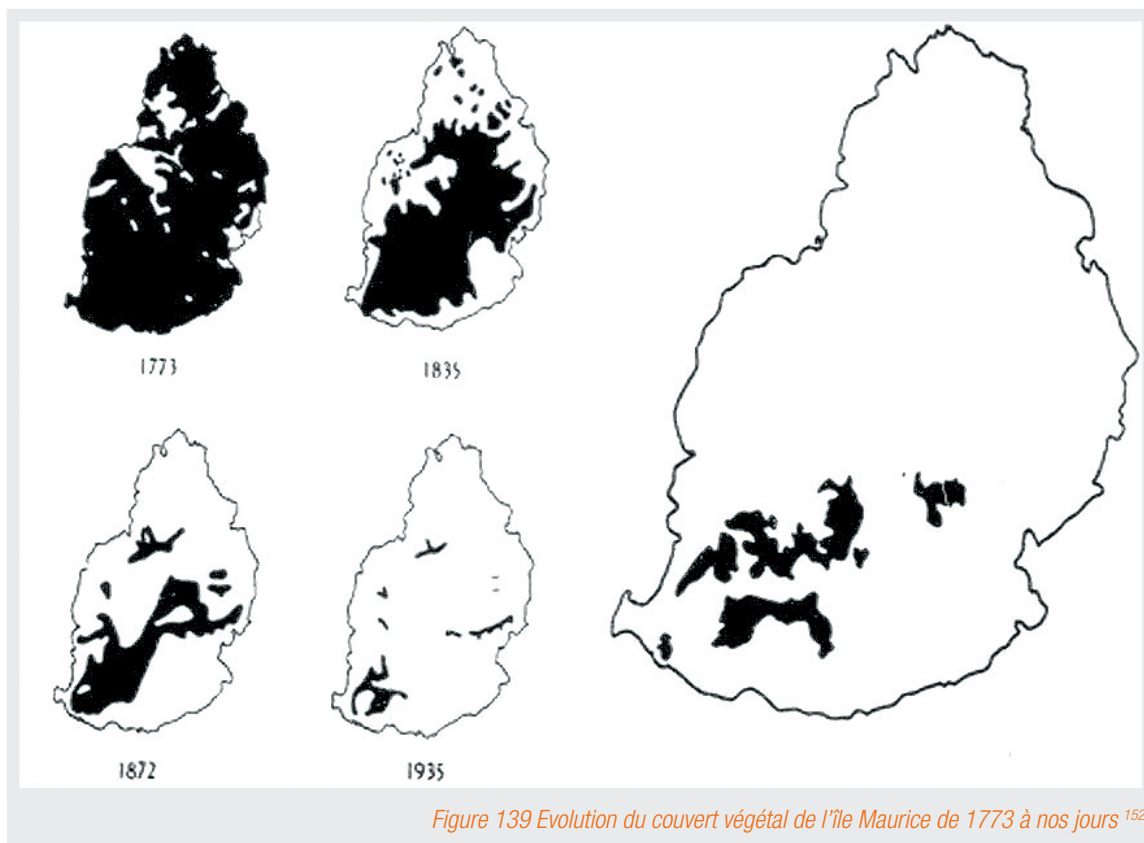 1773
1835
1872
1935
Figure 139 Evolution du couvert végétal de l'île Maurice de 1773 à nos jours 152